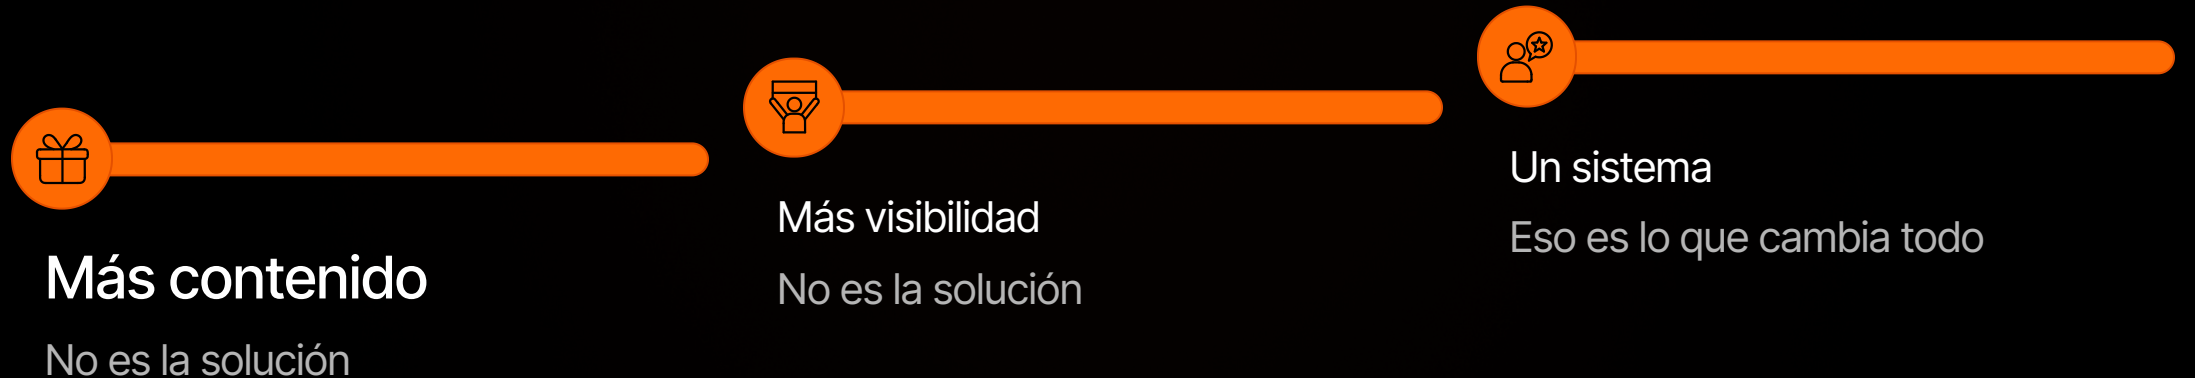 Más contenido
No es la solución
Más visibilidad
No es la solución
Un sistema
Eso es lo que cambia todo